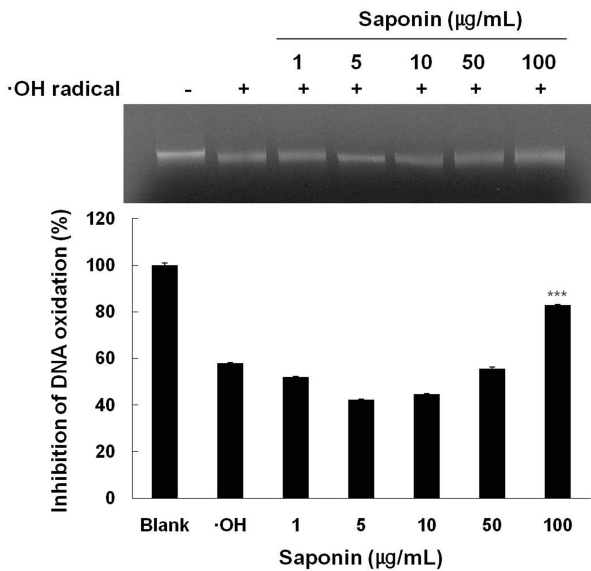 Saponin (μg/mL)
1 5 10 50 100
·OH radical - + + + + + +
Inhibition of DNA oxidation (%)
120
100
80
60
40
20
0
***
Blank ·OH 1 5 10 50 100
Saponin (μg/mL)